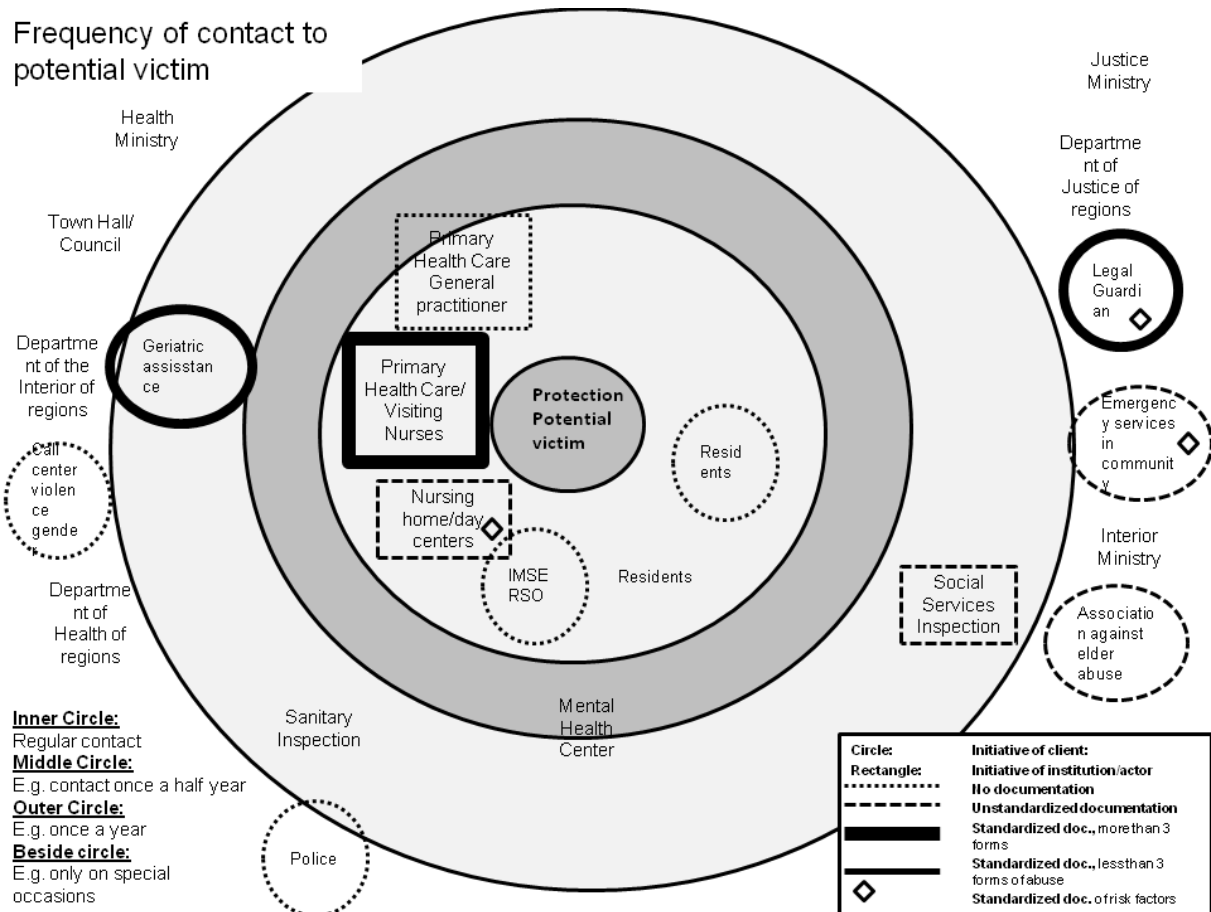 Frequency of contact to
potential victim
Health
Ministry
Town Hall/
Council
Departme
nt of the
Interior of
regions
Geriatric
assisstan
ce
Call
center
violen
ce
gende
r
Departme
nt of
Health of
regions
Primary
Health Care
General
practitioner
Primary
Health Care/
Visiting
Nurses
Protection
Potential
victim
Resid
ents
Nursing
home/day
centers
IMSE
RSO
Residents
Justice
Ministry
Departme
nt of
Justice of
regions
Legal
Guardi
an
Emergenc
y services
in
communit
y
Interior
Ministry
Social
Services
Inspection
Associatio
n against
elder
abuse
Mental
Health
Center
Sanitary
Inspection
Police
Inner Circle:
Regular contact
Middle Circle:
E.g. contact once a half year
Outer Circle:
E.g. once a year
Beside circle:
E.g. only on special
occasions
Circle: Initiative of client:
Rectangle: Initiative of institution/actor
No documentation
Unstandardized documentation
Standardized doc., more than 3
forms
Standardized doc., less than 3
forms of abuse
Standardized doc. of risk factors